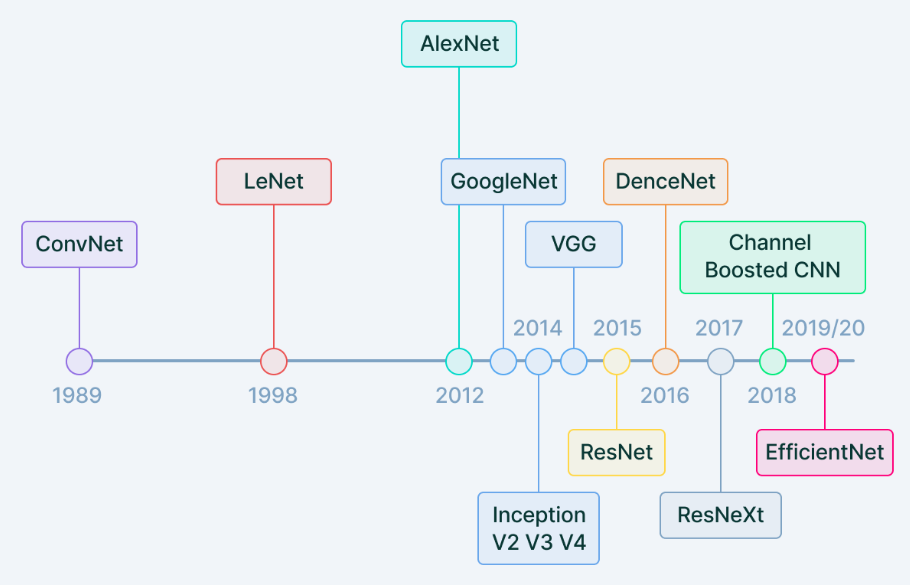 AlexNet
LeNet
GoogleNet
DenceNet
ConvNet
VGG
Channel
Boosted CNN
2014
2015
2017
2019/20
1989
1998
2012
2016
2018
ResNet
EfficientNet
Inception
V2 V3 V4
ResNeXt